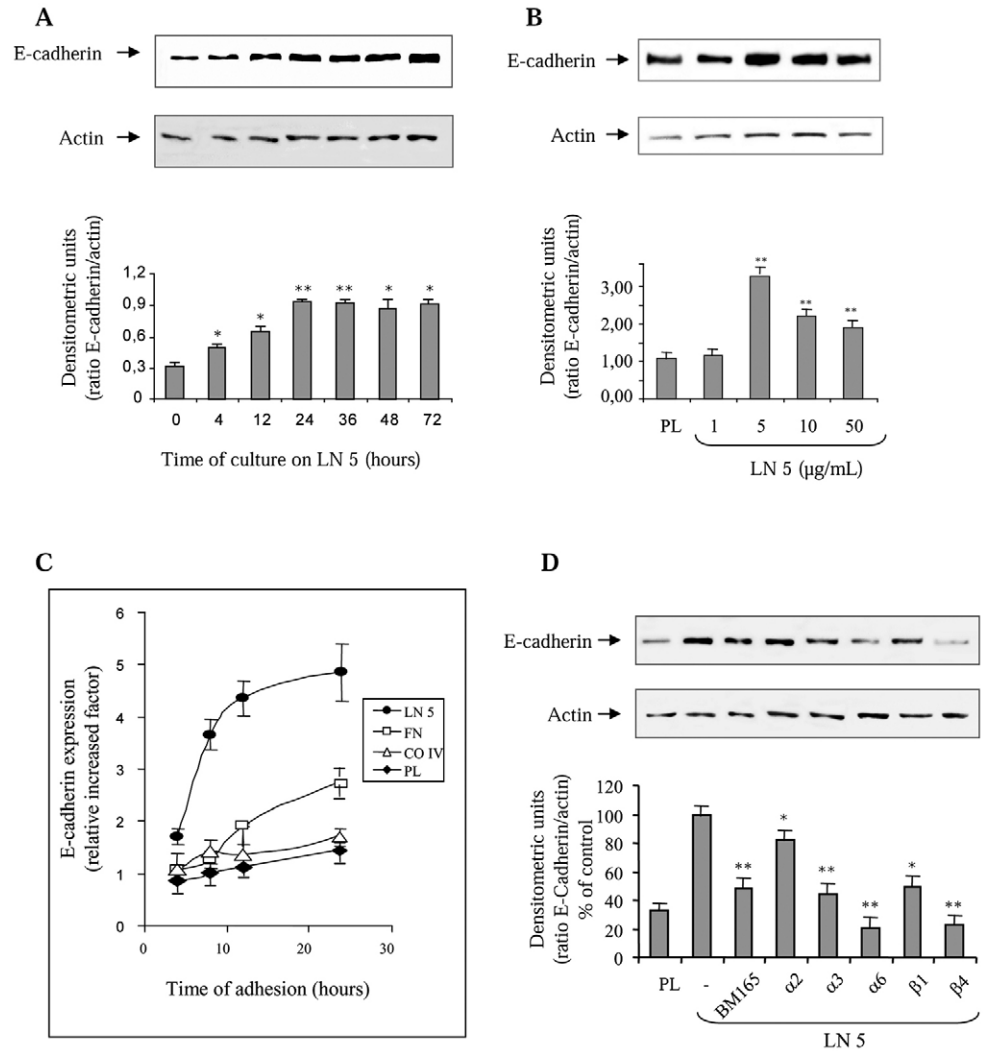 A
E-cadherin
Actin
Densitometric units
(ratio E-cadherin/actin)
1,2
0,9
0,6
0,3
0
* * ** ** * *
0 4 12 24 36 48 72
Time of culture on LN 5 (hours)
B
E-cadherin
Actin
Densitometric units
(ratio E-cadherin/actin)
3,00
2,00
1,00
0,00
** ** **
PL 1 5 10 50
LN 5 (µg/mL)
C
E-cadherin expression
(relative increased factor)
6
5
4
3
2
1
0
0 10 20 30
LN 5
FN
CO IV
PL
Time of adhesion (hours)
D
E-cadherin
Actin
Densitometric units
(ratio E-Cadherin/actin)
% of control
120
100
80
60
40
20
0
** * ** ** * **
PL - BM165 α2 α3 α6 β1 β4
LN 5